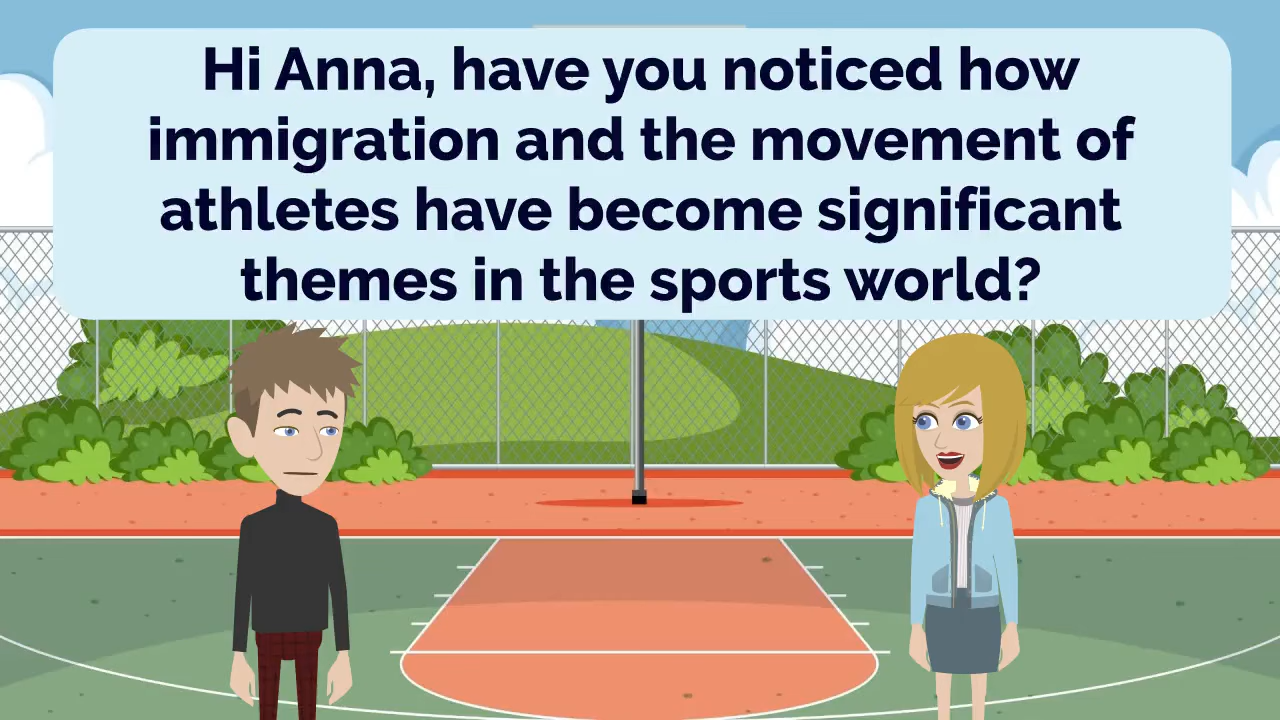 Hi Anna, have you noticed how
immigration and the movement of
athletes have become significant
themes in the sports world?